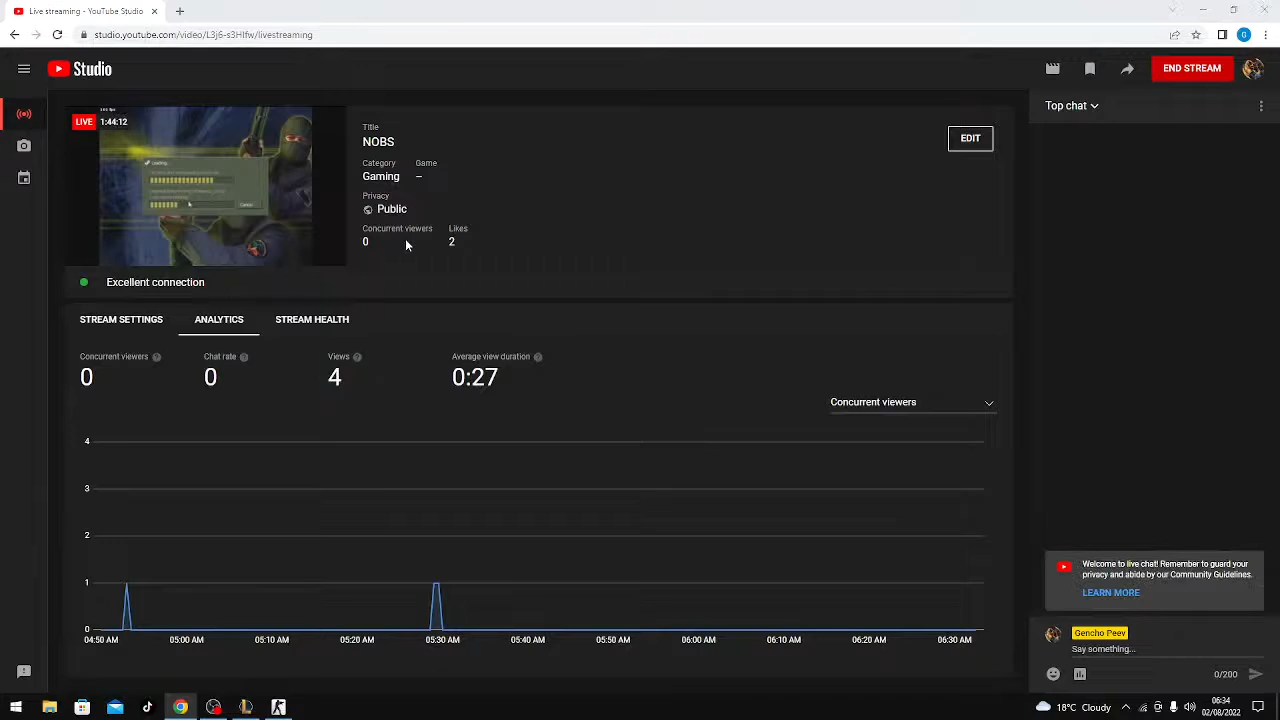 Live streaming - YouTube Studio
studio.youtube.com/video/L3j6-s3HIfw/livestreaming
G
Studio
END STREAM
LIVE 1:44:12
Loading...
Cancel
Title
NOBS
Category Game
Gaming –
Privacy
Public
Concurrent viewers Likes
0 2
EDIT
Excellent connection
STREAM SETTINGS ANALYTICS STREAM HEALTH
Concurrent viewers Chat rate Views Average view duration
0 0 4 0:27
Concurrent viewers
4
3
2
1
0
04:50 AM 05:00 AM 05:10 AM 05:20 AM 05:30 AM 05:40 AM 05:50 AM 06:00 AM 06:10 AM 06:20 AM 06:30 AM
Top chat
Welcome to live chat! Remember to guard your
privacy and abide by our Community Guidelines.
LEARN MORE
Gencho Peev
Say something...
0/200
18°C Cloudy
06:34
02/08/2022